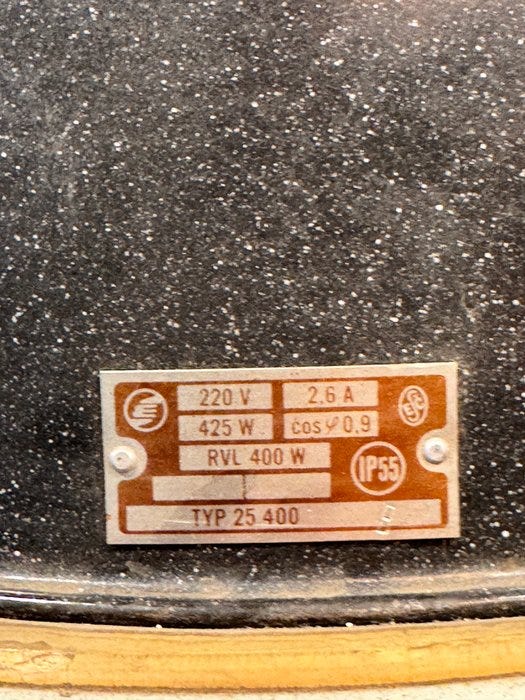 220 V 2,6 A
425 W cos φ 0,9
RVL 400 W
IP55
TYP 25 400